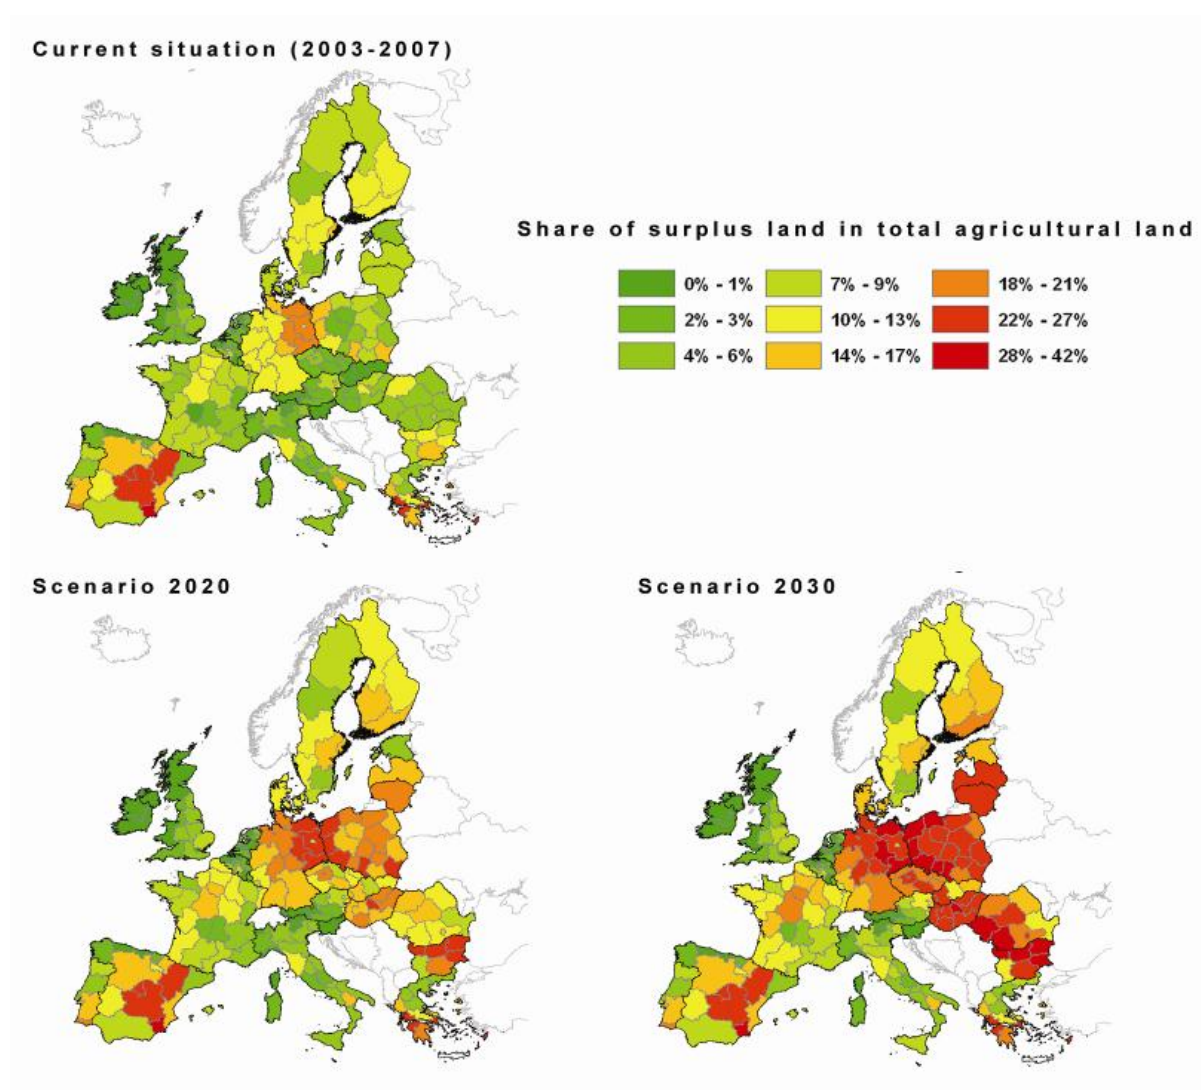 Current situation (2003-2007)
Share of surplus land in total agricultural land
0% - 1% 7% - 9% 18% - 21%
2% - 3% 10% - 13% 22% - 27%
4% - 6% 14% - 17% 28% - 42%
Scenario 2020
Scenario 2030